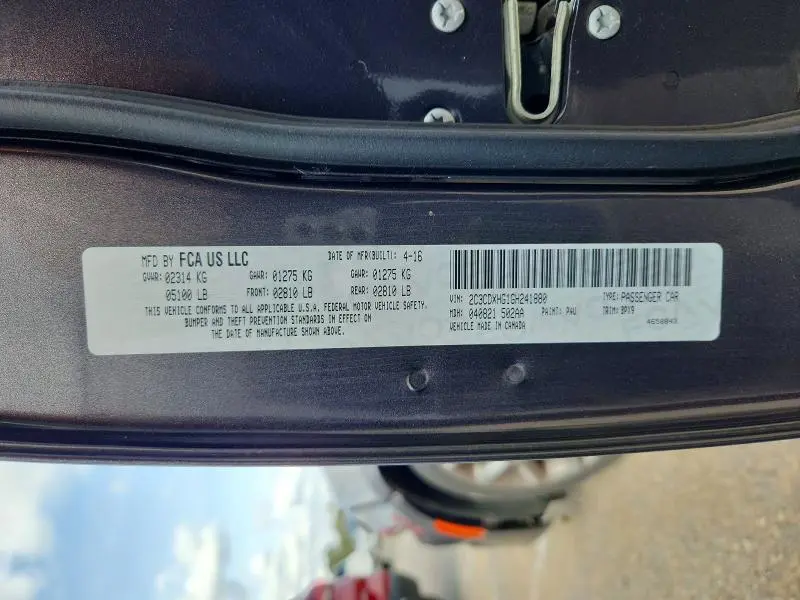 MFD BY FCA US LLC DATE OF MFR(BUILT): 4-16
GVWR: 02314 KG GAWR: 01275 KG GAWR: 01275 KG
05100 LB FRONT: 02810 LB REAR: 02810 LB
THIS VEHICLE CONFORMS TO ALL APPLICABLE U.S.A. FEDERAL MOTOR VEHICLE SAFETY,
BUMPER AND THEFT PREVENTION STANDARDS IN EFFECT ON
THE DATE OF MANUFACTURE SHOWN ABOVE.
VIN: 2C3CDXHG1GH241880 TYPE: PASSENGER CAR
MDH: 040821 502AA PAINT: PAU TRIM: BPX9
VEHICLE MADE IN CANADA 4658843